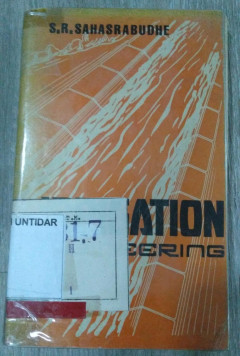 S.R. SAHASRABUDHE
ATION
UNTIDAR
1,7
EERING